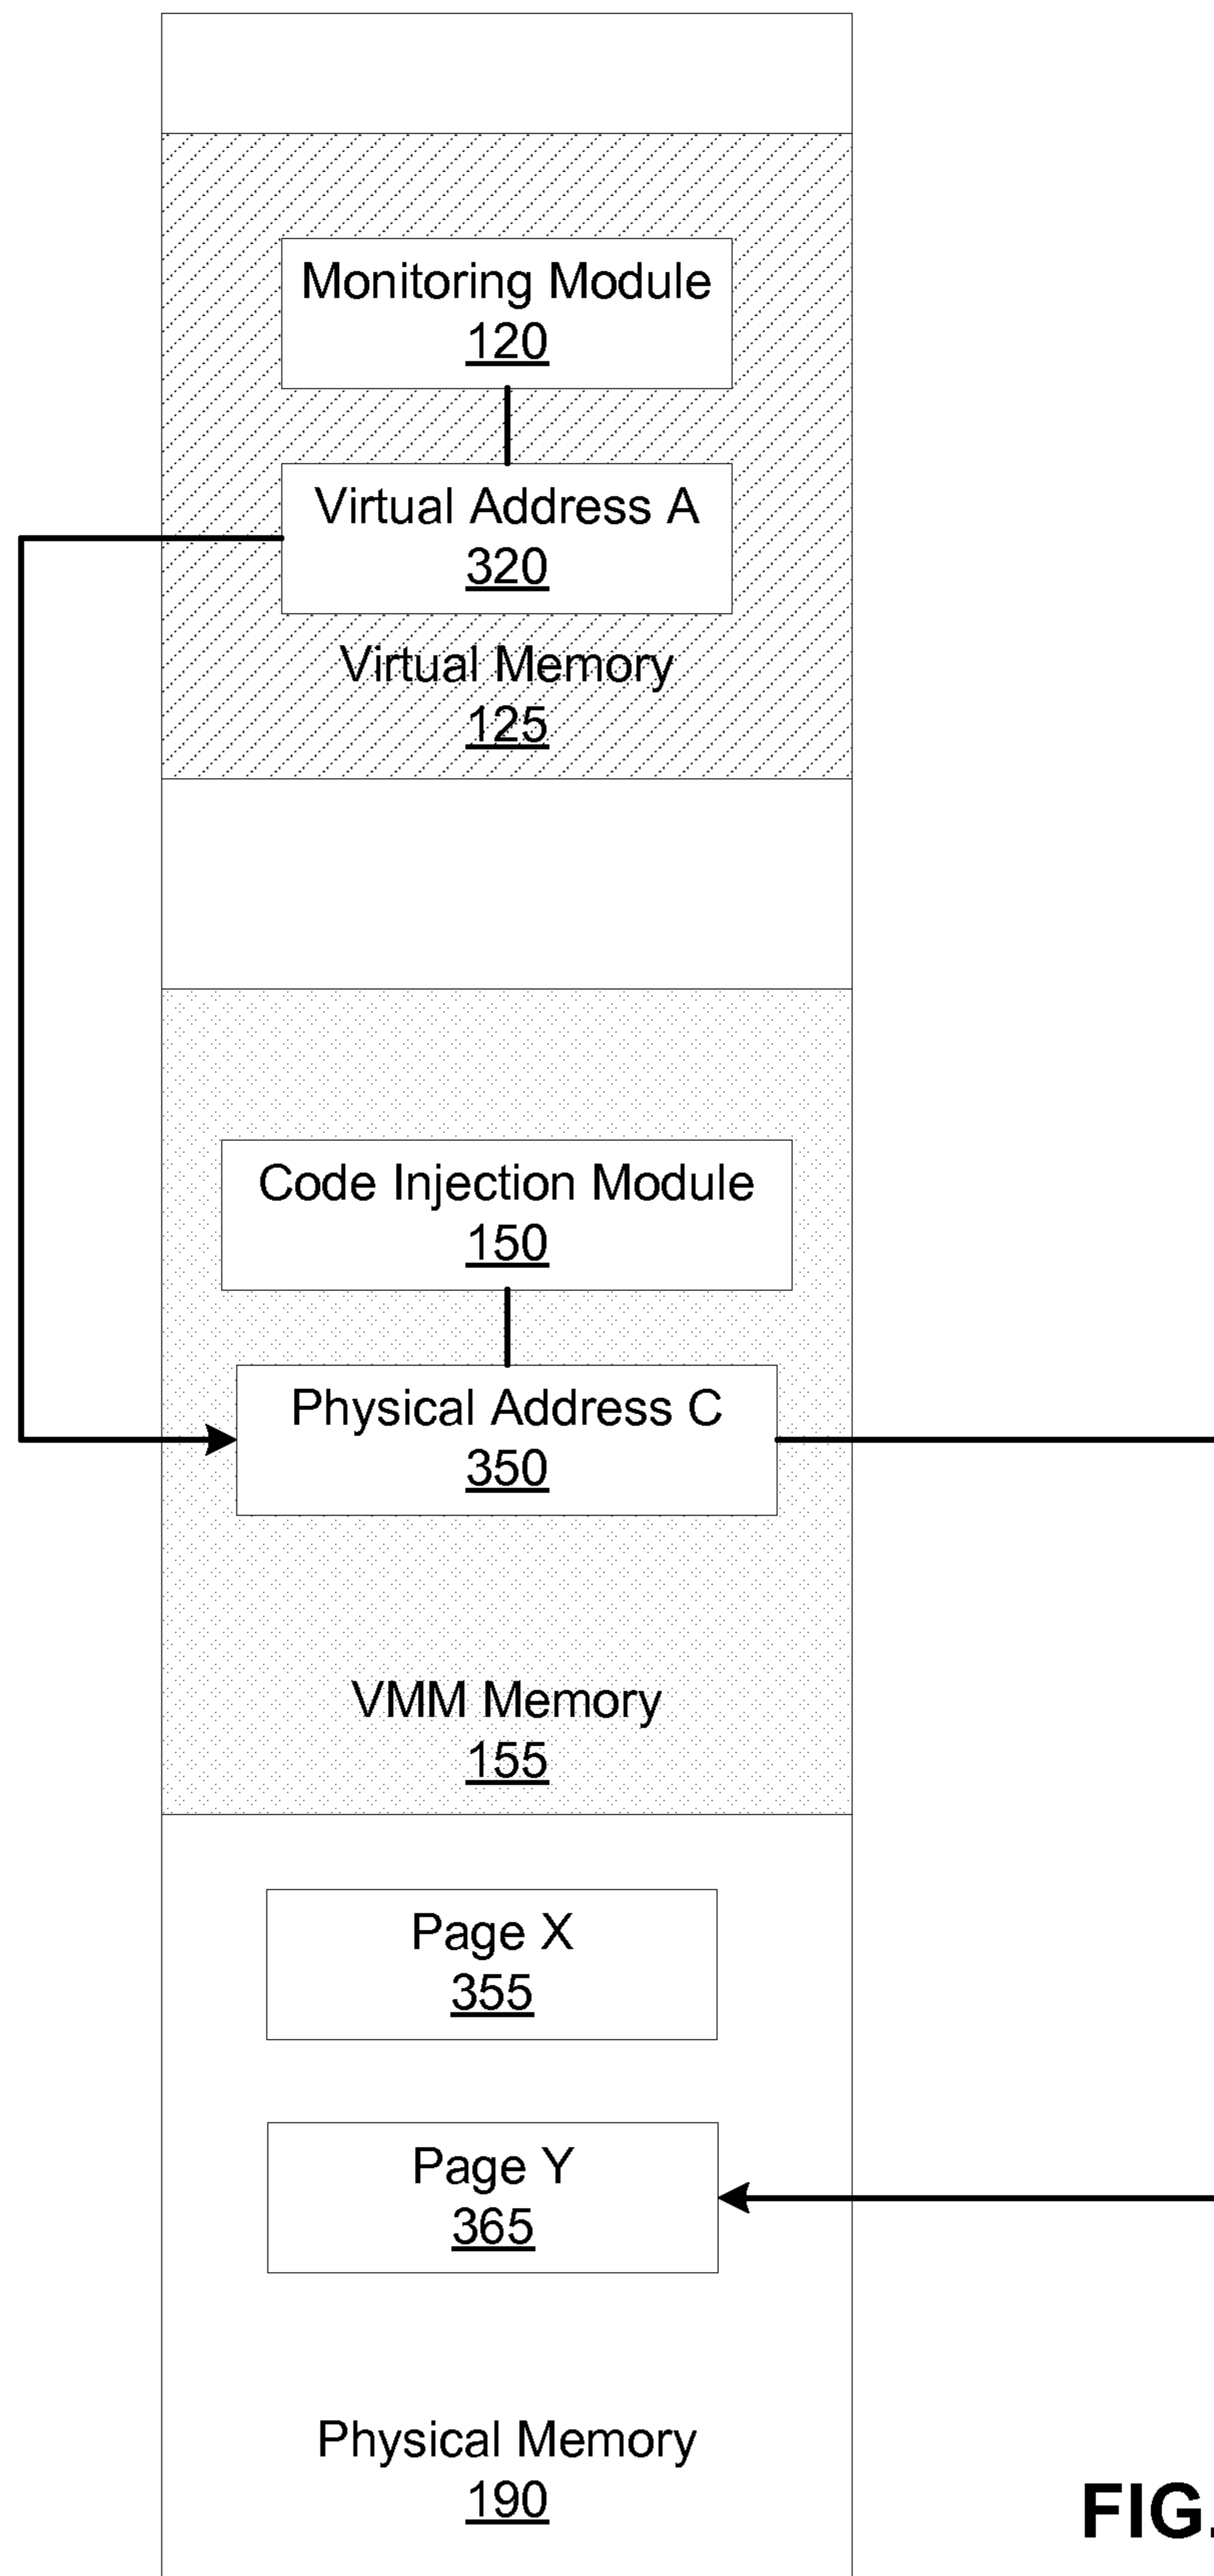 Monitoring Module
120
Virtual Address A
320
Virtual Memory
125
Code Injection Module
150
Physical Address C
350
VMM Memory
155
Page X
355
Page Y
365
Physical Memory
190
FIG.